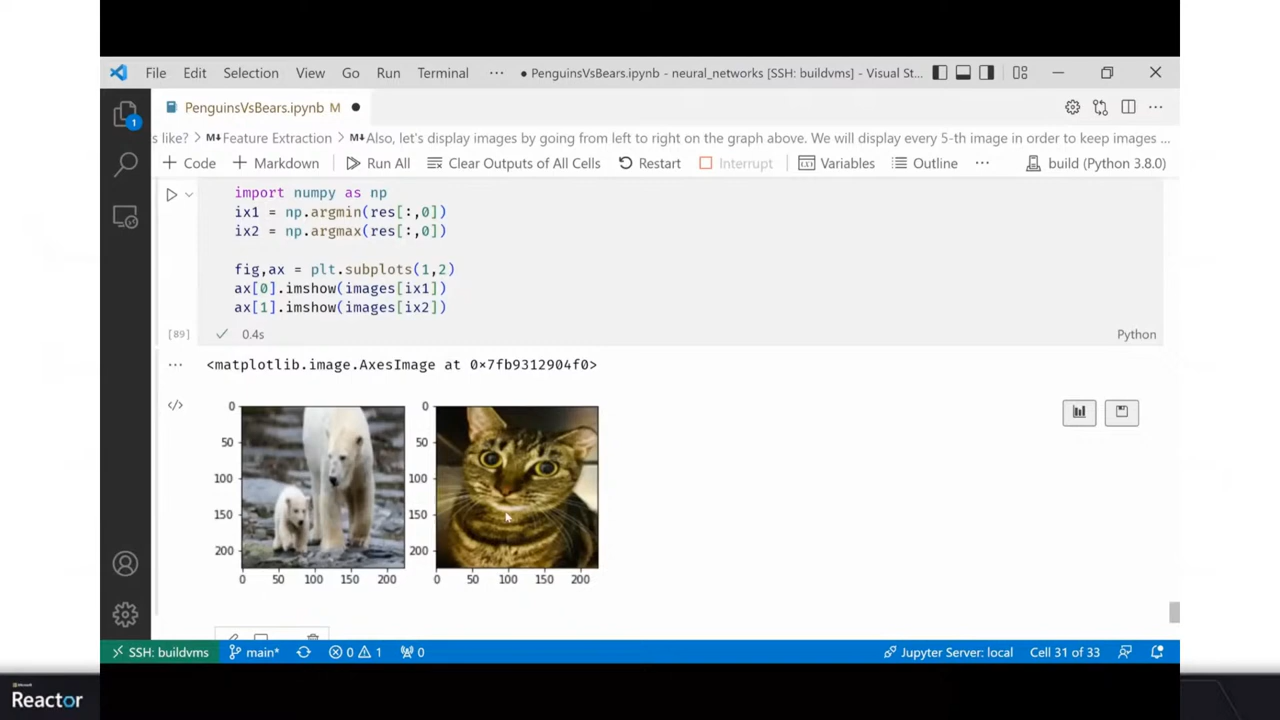 File Edit Selection View Go Run Terminal ··· ● PenguinsVsBears.ipynb - neural_networks [SSH: buildvms] - Visual St...
PenguinsVsBears.ipynb M ●
s like? > M↓Feature Extraction > M↓Also, let's display images by going from left to right on the graph above. We will display every 5-th image in order to keep images ...
+ Code + Markdown Run All Clear Outputs of All Cells Restart Interrupt Variables Outline ··· build (Python 3.8.0)
import numpy as np
ix1 = np.argmin(res[:,0])
ix2 = np.argmax(res[:,0])
fig,ax = plt.subplots(1,2)
ax[0].imshow(images[ix1])
ax[1].imshow(images[ix2])
[89] ✓ 0.4s Python
<matplotlib.image.AxesImage at 0×7fb9312904f0>
0 0
50 50
100 100
150 150
200 200
0 50 100 150 200 0 50 100 150 200
SSH: buildvms main* 0 1 0 Jupyter Server: local Cell 31 of 33
1
Microsoft
Reactor